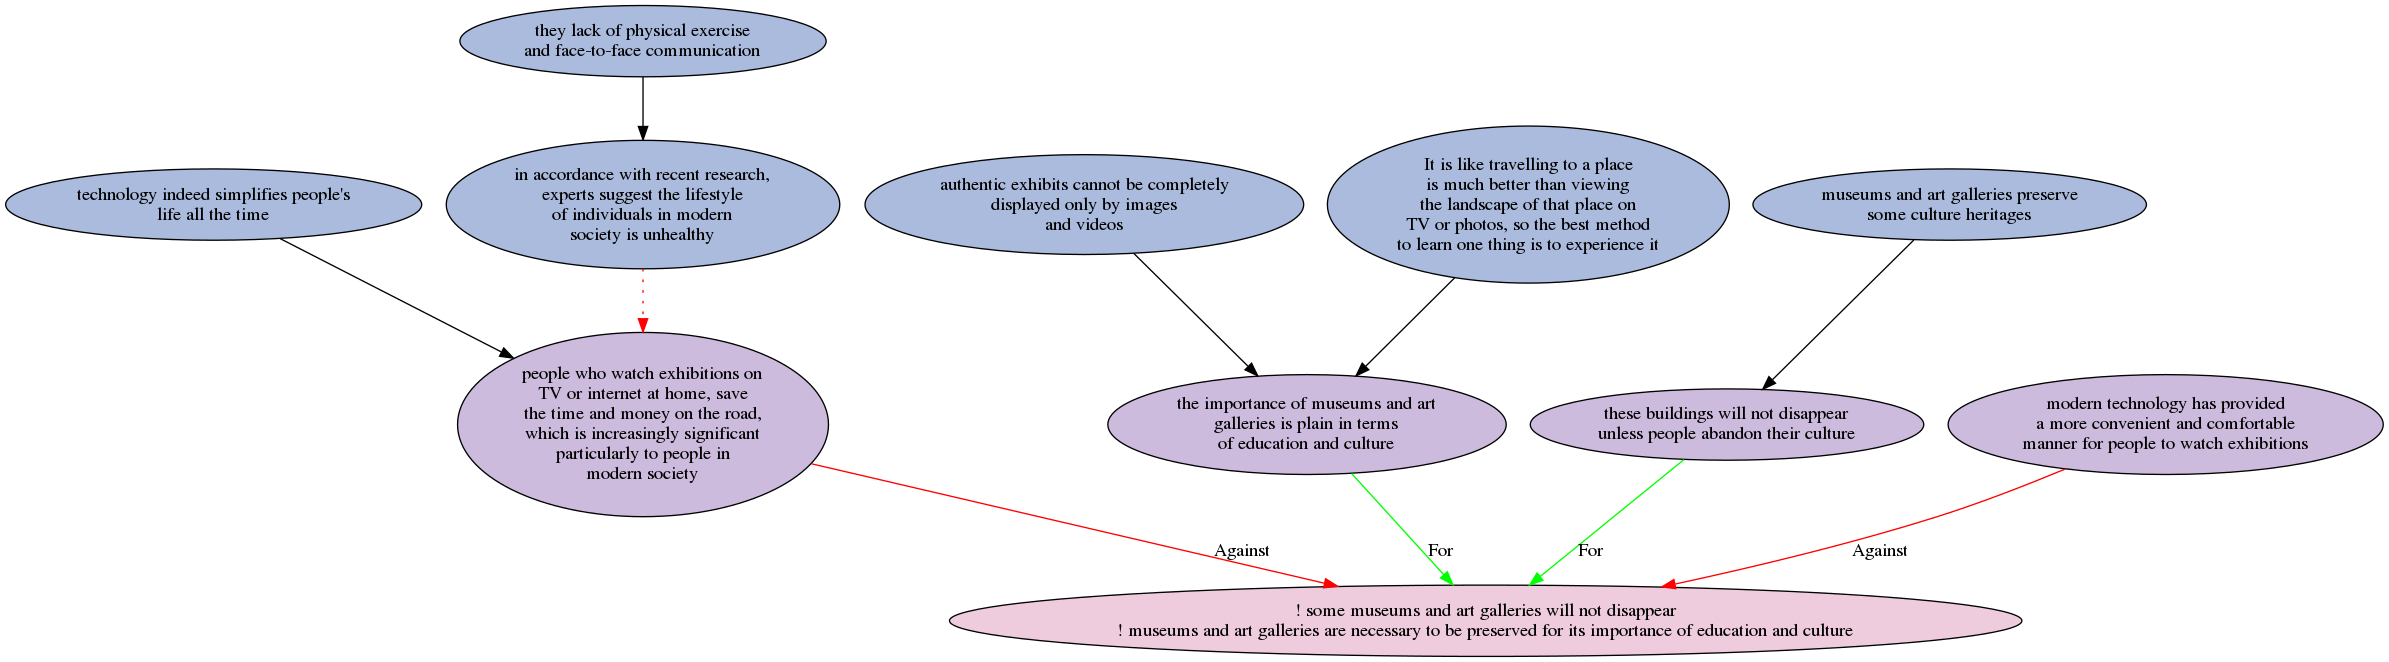 they lack of physical exercise
and face-to-face communication
technology indeed simplifies people's
life all the time
in accordance with recent research,
experts suggest the lifestyle
of individuals in modern
society is unhealthy
authentic exhibits cannot be completely
displayed only by images
and videos
It is like travelling to a place
is much better than viewing
the landscape of that place on
TV or photos, so the best method
to learn one thing is to experience it
museums and art galleries preserve
some culture heritages
people who watch exhibitions on
TV or internet at home, save
the time and money on the road,
which is increasingly significant
particularly to people in
modern society
the importance of museums and art
galleries is plain in terms
of education and culture
these buildings will not disappear
unless people abandon their culture
modern technology has provided
a more convenient and comfortable
manner for people to watch exhibitions
Against
For
For
Against
! some museums and art galleries will not disappear
! museums and art galleries are necessary to be preserved for its importance of education and culture